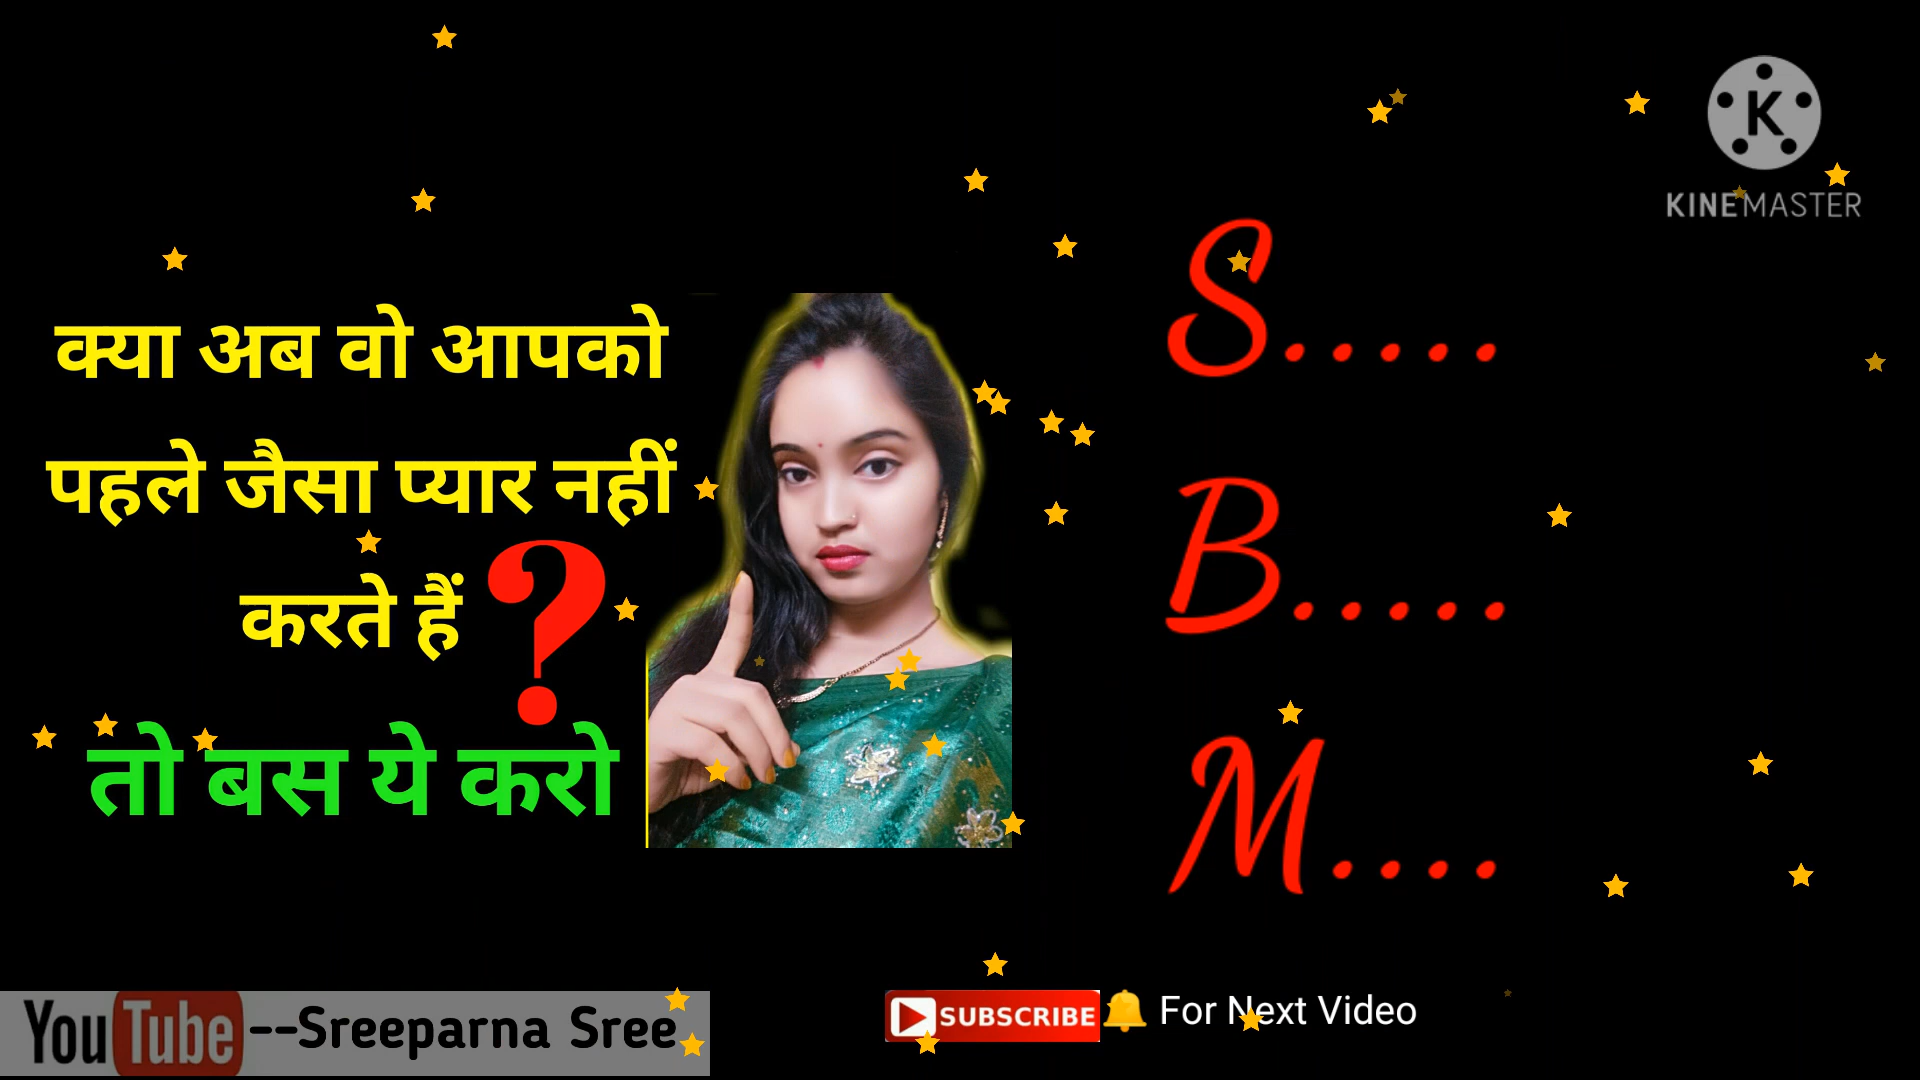 क्या अब वो आपको
पहले जैसा प्यार नहीं
करते हैं ?
तो बस ये करो
S.....
B.....
M....
K
KINEMASTER
YouTube --Sreeparna Sree
SUBSCRIBE For Next Video